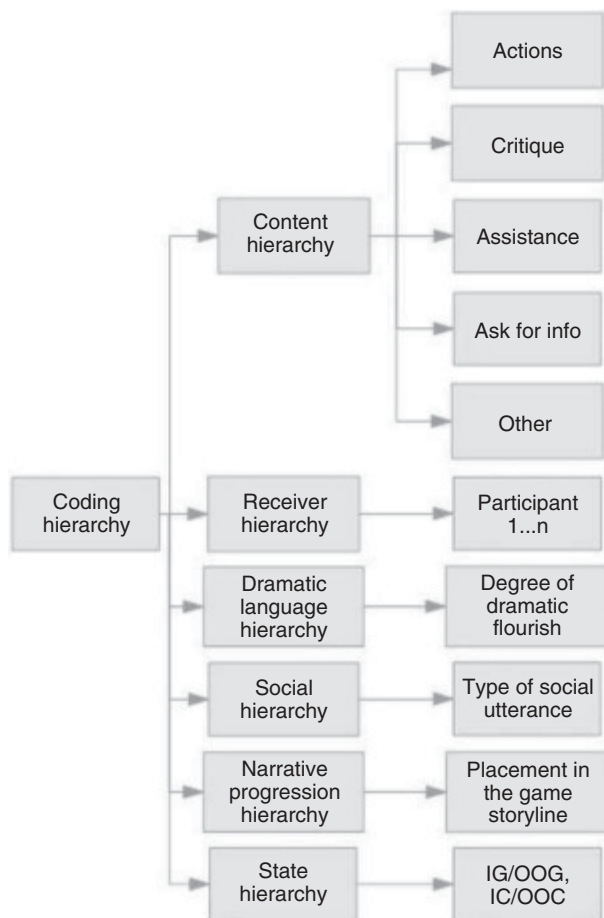 Actions
Critique
Content
hierarchy
Assistance
Ask for info
Other
Coding
hierarchy
Receiver
hierarchy
Participant
1...n
Dramatic
language
hierarchy
Degree of
dramatic
flourish
Social
hierarchy
Type of social
utterance
Narrative
progression
hierarchy
Placement in
the game
storyline
State
hierarchy
IG/OOG,
IC/OOC